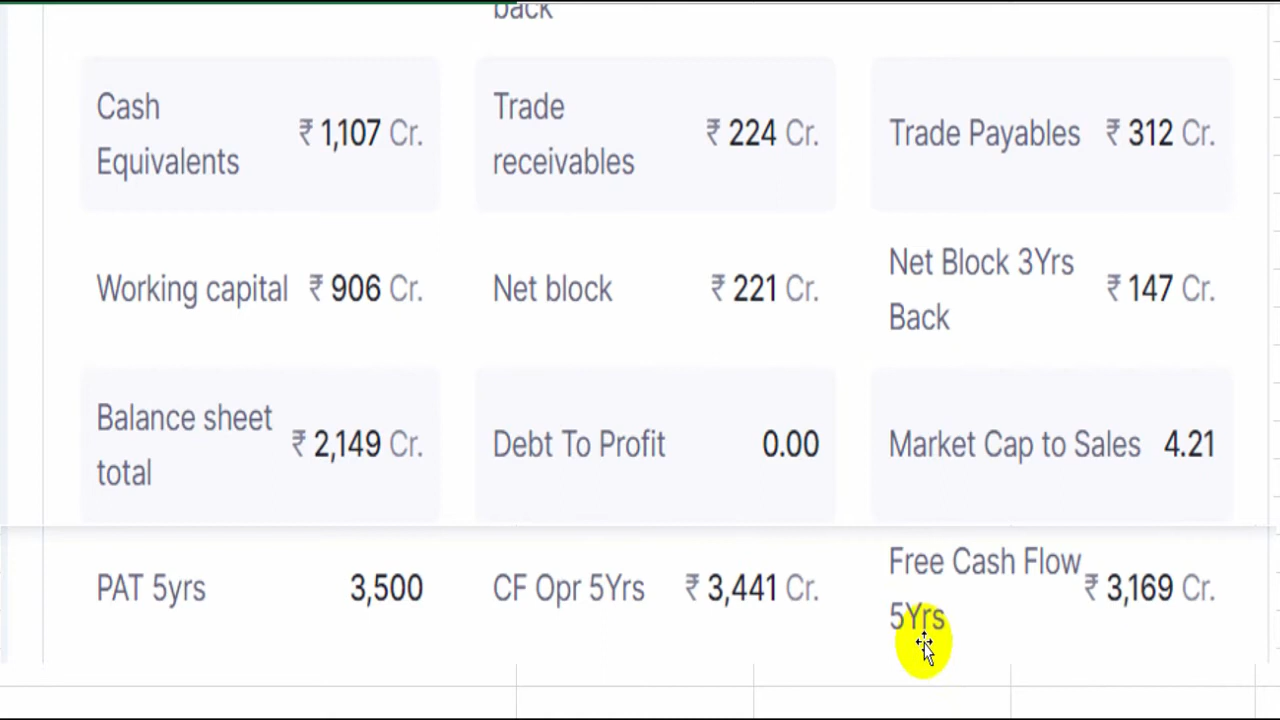 back
Cash
Equivalents
₹ 1,107 Cr.
Trade
receivables
₹ 224 Cr.
Trade Payables ₹ 312 Cr.
Working capital ₹ 906 Cr.
Net block ₹ 221 Cr.
Net Block 3Yrs
Back
₹ 147 Cr.
Balance sheet
total
₹ 2,149 Cr.
Debt To Profit 0.00
Market Cap to Sales 4.21
PAT 5yrs 3,500
CF Opr 5Yrs ₹ 3,441 Cr.
Free Cash Flow
5Yrs
₹ 3,169 Cr.